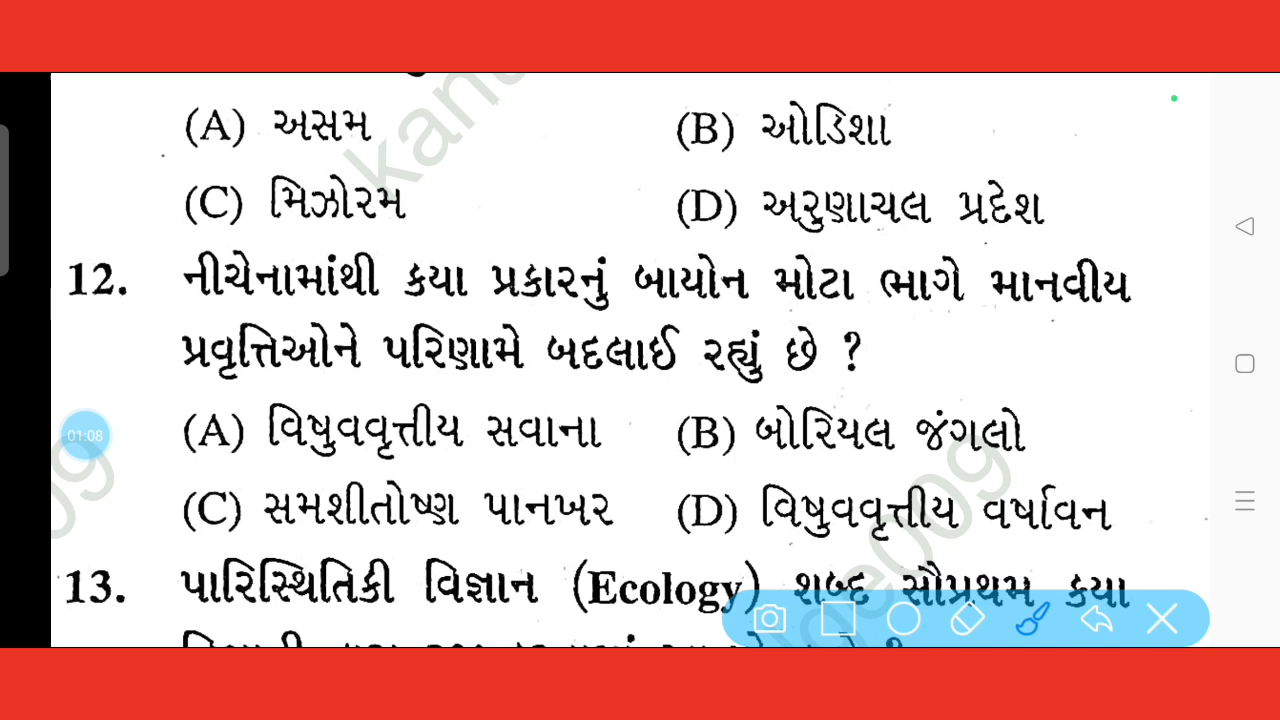 (A) અસમ (B) ઓડિશા
(C) મિઝોરમ (D) અરુણાચલ પ્રદેશ
12. નીચેનામાંથી કયા પ્રકારનું બાયોન મોટા ભાગે માનવીય
પ્રવૃત્તિઓને પરિણામે બદલાઈ રહ્યું છે ?
01:08
(A) વિષુવવૃત્તીય સવાના (B) બોરિયલ જંગલો
(C) સમશીતોષ્ણ પાનખર (D) વિષુવવૃત્તીય વર્ષાવન
13. પારિસ્થિતિકી વિજ્ઞાન (Ecology) શબ્દ સૌપ્રથમ કયા